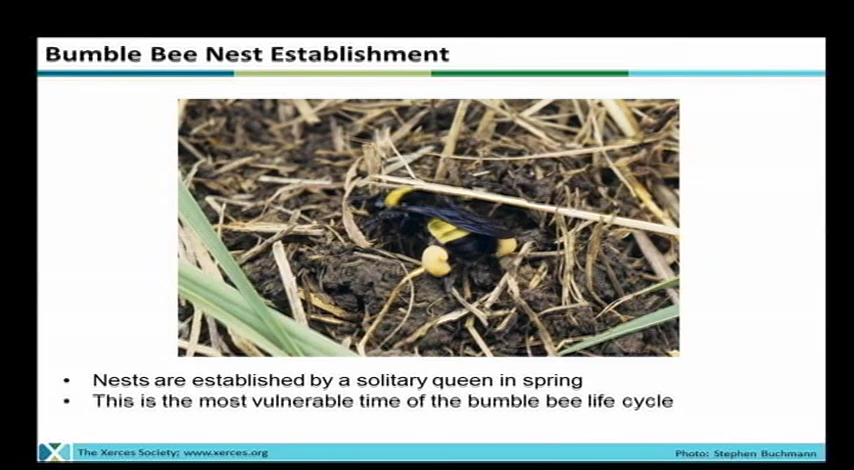 Bumble Bee Nest Establishment
• Nests are established by a solitary queen in spring
• This is the most vulnerable time of the bumble bee life cycle
The Xerces Society; www.xerces.org
Photo: Stephen Buchmann